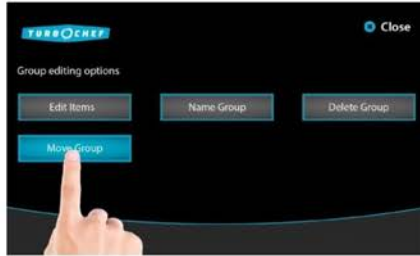 TURBOCHEF
Close
Group editing options
Edit Items
Name Group
Delete Group
Move Group